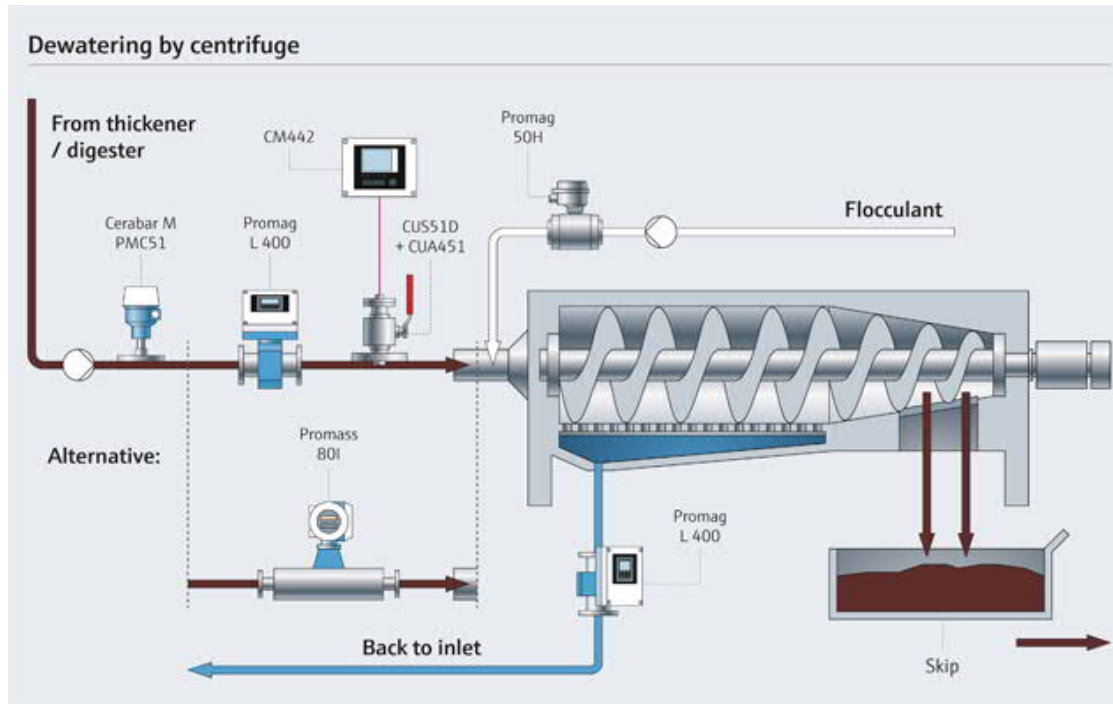 Dewatering by centrifuge
From thickener
/ digester
CM442
Promag
50H
Flocculant
Cerabar M
PMC51
Promag
L 400
CUS51D
+ CUA451
Alternative:
Promass
80I
Promag
L 400
Back to inlet
Skip